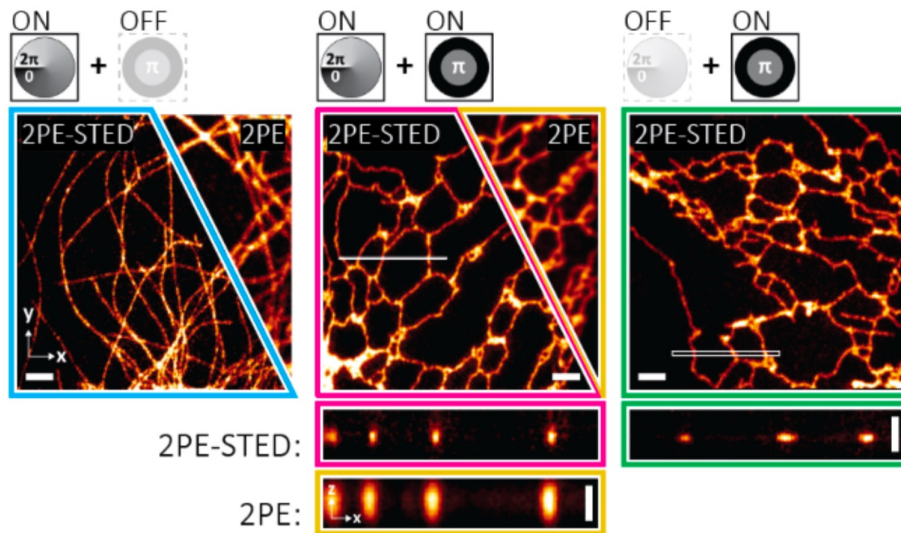 ON OFF ON ON OFF ON
2π 0 + π 2π 0 + π 2π 0 + π
2PE-STED 2PE 2PE-STED 2PE 2PE-STED
y
x
2PE-STED:
2PE:
z
x